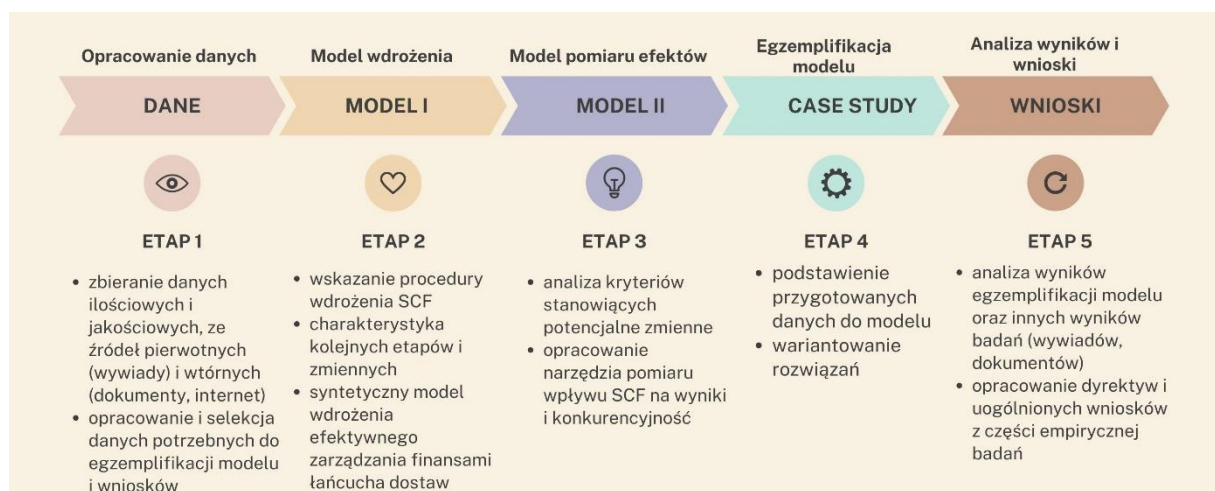 Opracowanie danych
DANE
ETAP 1
• zbieranie danych
ilościowych i
jakościowych, ze
źródeł pierwotnych
(wywiady) i wtórnych
(dokumenty, internet)
• opracowanie i selekcja
danych potrzebnych do
egzemplifikacji modelu
i wniosków
Model wdrożenia
MODEL I
ETAP 2
• wskazanie procedury
wdrożenia SCF
• charakterystyka
kolejnych etapów i
zmiennych
• syntetyczny model
wdrożenia
efektywnego
zarządzania finansami
łańcucha dostaw
Model pomiaru efektów
MODEL II
ETAP 3
• analiza kryteriów
stanowiących
potencjalne zmienne
• opracowanie
narzędzia pomiaru
wpływu SCF na wyniki
i konkurencyjność
Egzemplifikacja
modelu
CASE STUDY
ETAP 4
• podstawienie
przygotowanych
danych do modelu
• wariantowanie
rozwiązań
Analiza wyników i
wnioski
WNIOSKI
ETAP 5
• analiza wyników
egzemplifikacji modelu
oraz innych wyników
badań (wywiadów,
dokumentów)
• opracowanie dyrektyw i
uogólnionych wniosków
z części empirycznej
badań